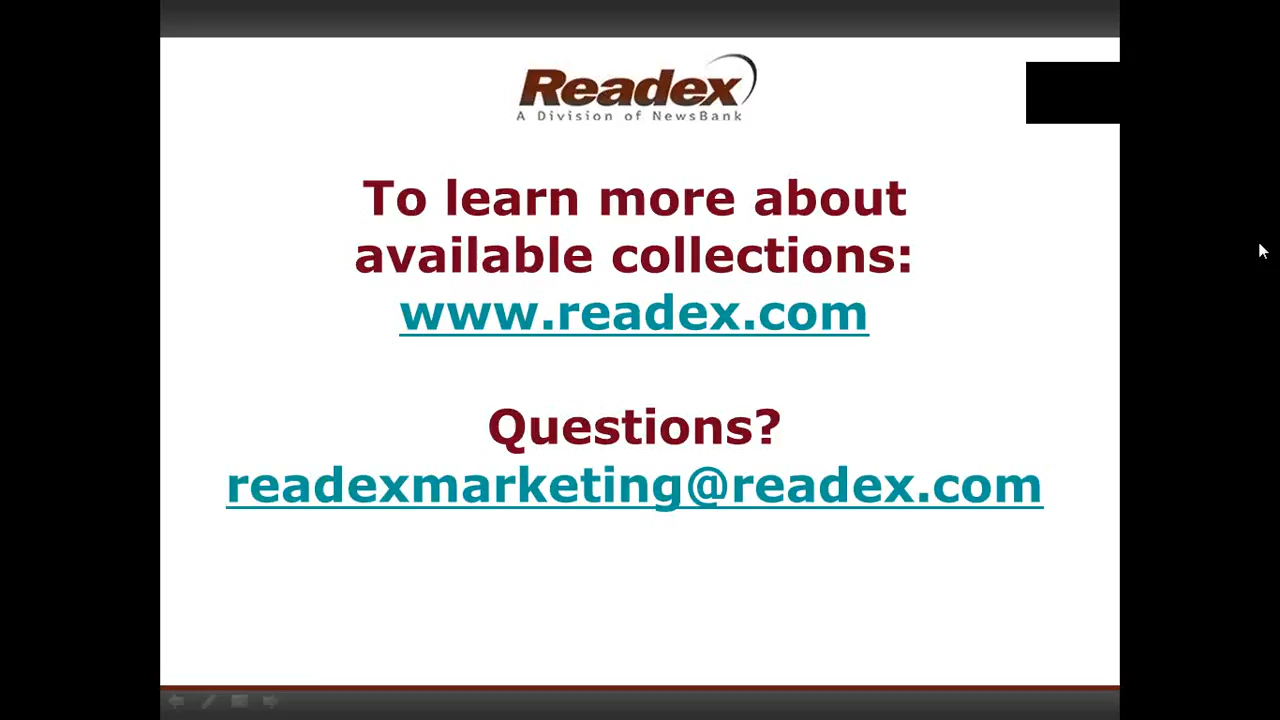 Readex
A Division of NewsBank
To learn more about
available collections:
www.readex.com
Questions?
readexmarketing@readex.com